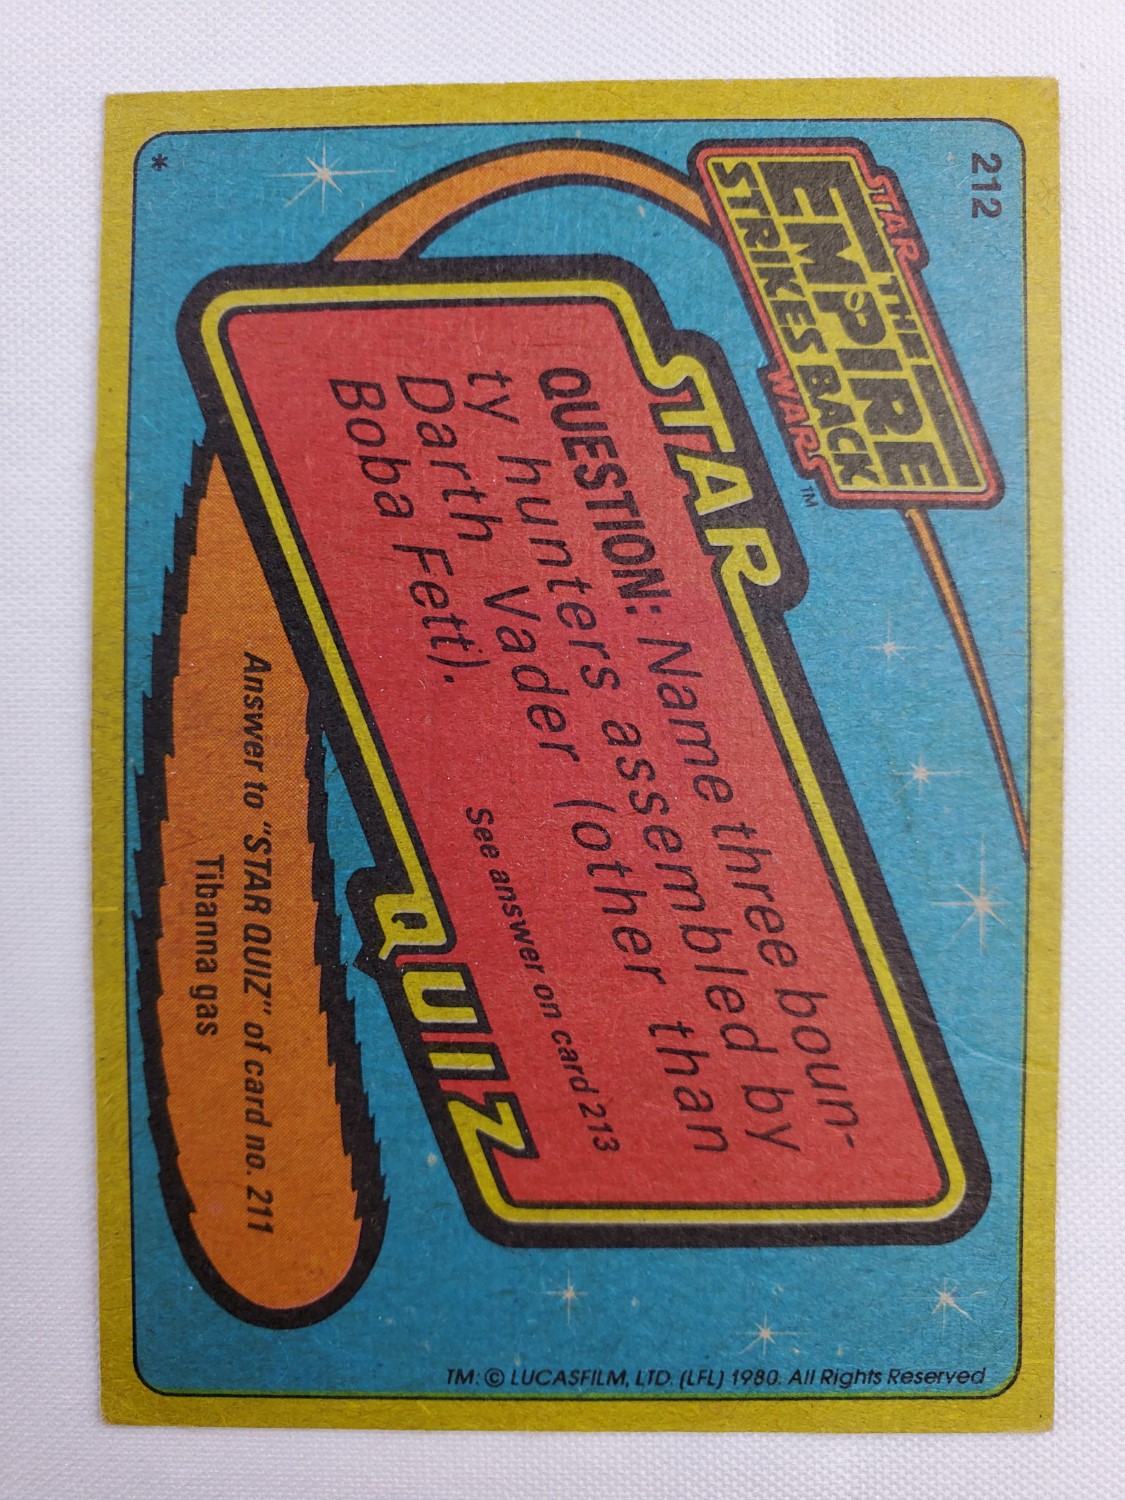 212
STAR
THE
EMPIRE
STRIKES BACK
WARS
TM
STAR
QUESTION: Name three boun-
ty hunters assembled by
Darth Vader (other than
Boba Fett).
See answer on card 213
QUIZ
Answer to "STAR QUIZ" of card no. 211
Tibanna gas
*
TM: © LUCASFILM, LTD. (LFL) 1980. All Rights Reserved